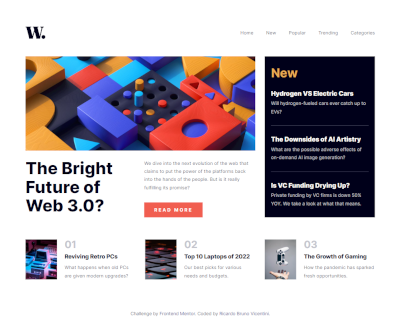 W.
Home New Popular Trending Categories
New
Hydrogen VS Electric Cars
Will hydrogen-fueled cars ever catch up to
EVs?
The Downsides of AI Artistry
What are the possible adverse effects of
on-demand AI image generation?
Is VC Funding Drying Up?
Private funding by VC firms is down 50%
YOY. We take a look at what that means.
The Bright
Future of
Web 3.0?
We dive into the next evolution of the web that
claims to put the power of the platforms back
into the hands of the people. But is it really
fulfilling its promise?
READ MORE
01
Reviving Retro PCs
What happens when old PCs
are given modern upgrades?
02
Top 10 Laptops of 2022
Our best picks for various
needs and budgets.
03
The Growth of Gaming
How the pandemic has sparked
fresh opportunities.
Challenge by Frontend Mentor. Coded by Ricardo Bruno Vicentini.